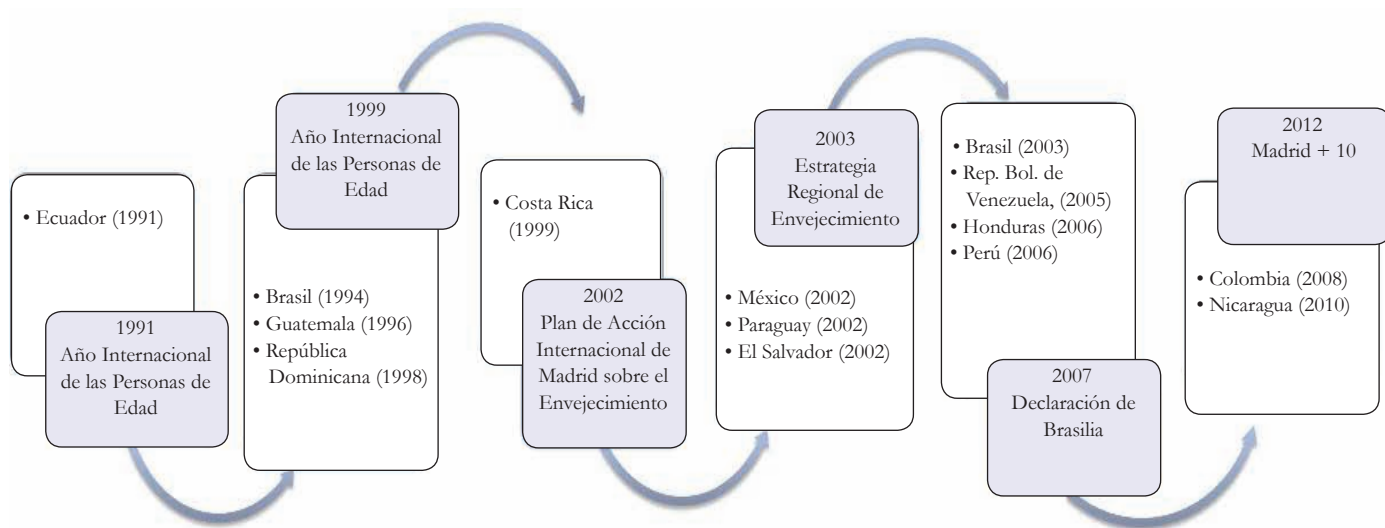 • Ecuador (1991)
1991
Año Internacional
de las Personas de
Edad
1999
Año Internacional
de las Personas de
Edad
• Brasil (1994)
• Guatemala (1996)
• República
Dominicana (1998)
• Costa Rica
(1999)
2002
Plan de Acción
Internacional de
Madrid sobre el
Envejecimiento
2003
Estrategia
Regional de
Envejecimiento
• México (2002)
• Paraguay (2002)
• El Salvador (2002)
• Brasil (2003)
• Rep. Bol. de
Venezuela, (2005)
• Honduras (2006)
• Perú (2006)
2007
Declaración de
Brasilia
2012
Madrid + 10
• Colombia (2008)
• Nicaragua (2010)